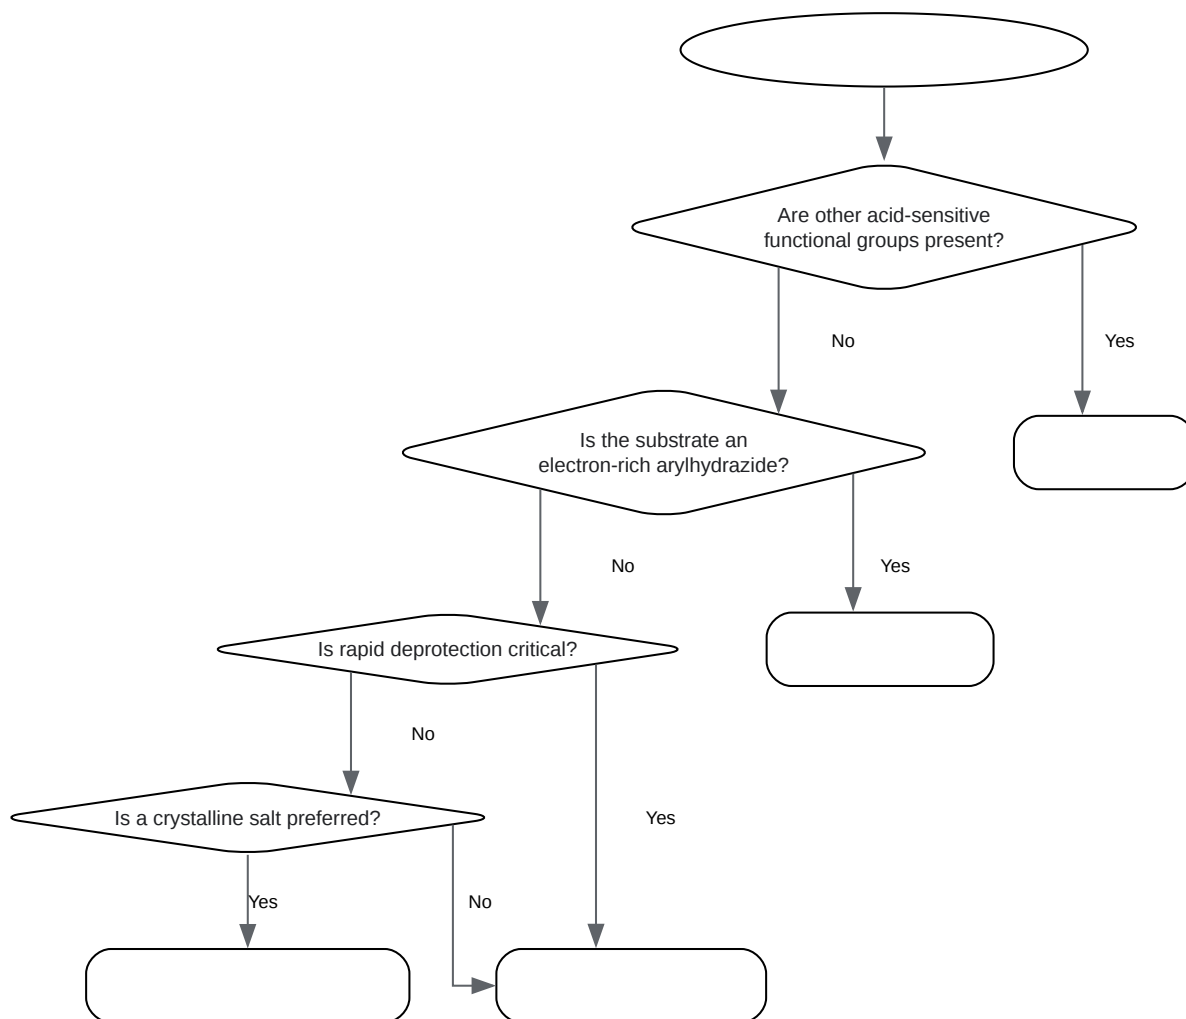 Are other acid-sensitive
functional groups present?
No
Yes
Is the substrate an
electron-rich arylhydrazide?
No
Yes
Is rapid deprotection critical?
No
Yes
Is a crystalline salt preferred?
Yes
No